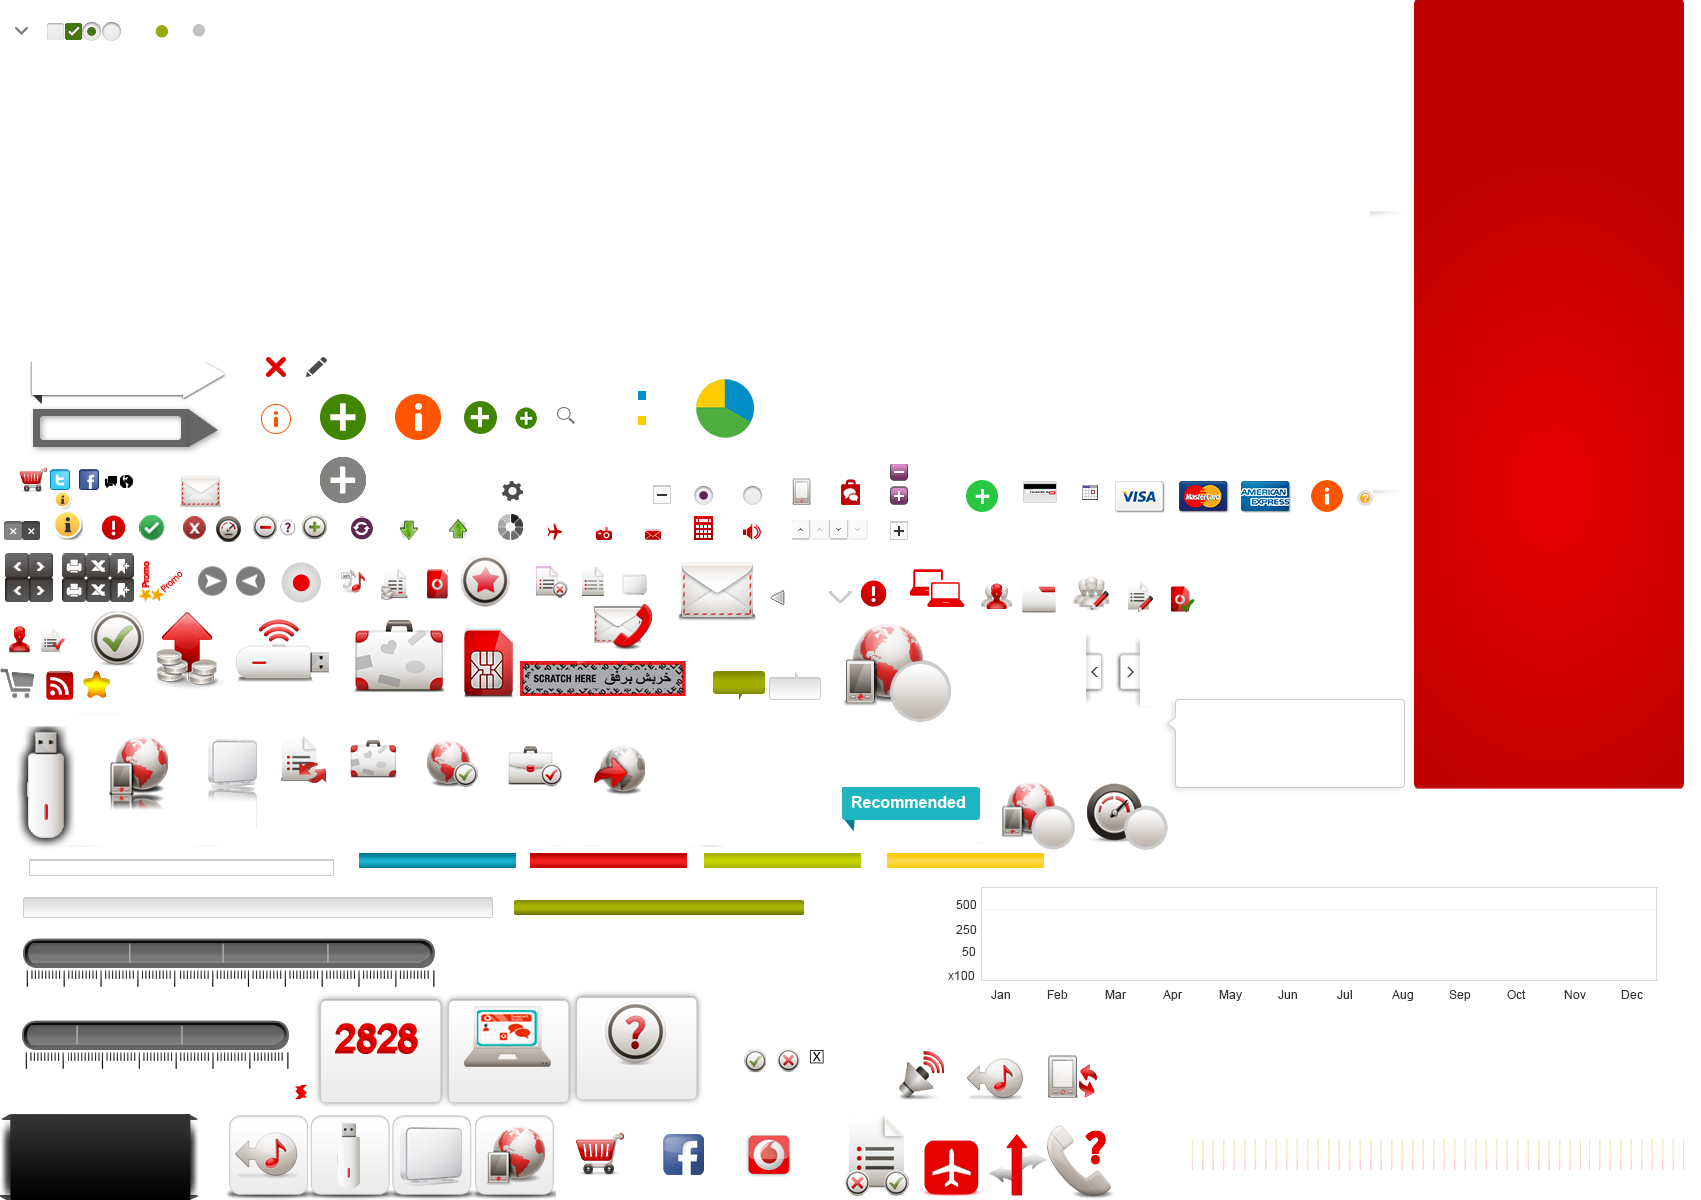 VISA
MasterCard
AMERICAN EXPRESS
Promo
Promo
SCRATCH HERE خربش برفق
Recommended
500
250
50
x100
Jan Feb Mar Apr May Jun Jul Aug Sep Oct Nov Dec
2828
X